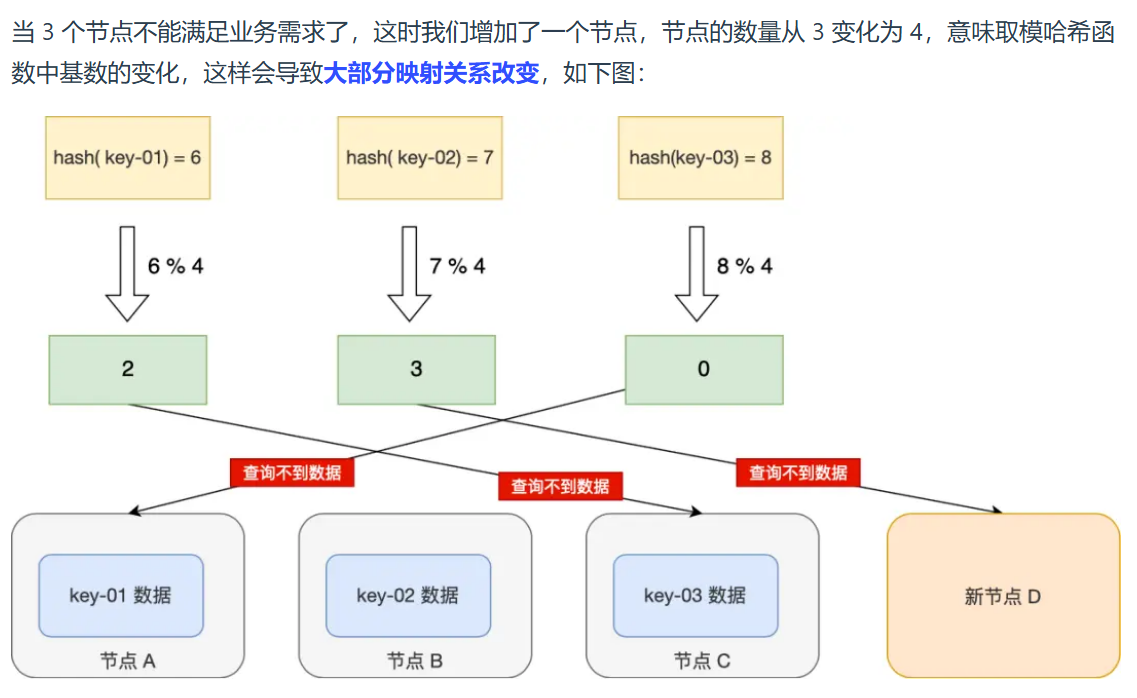 当 3 个节点不能满足业务需求了，这时我们增加了一个节点，节点的数量从 3 变化为 4，意味取模哈希函
数中基数的变化，这样会导致大部分映射关系改变，如下图：
hash( key-01) = 6
hash( key-02) = 7
hash(key-03) = 8
6 % 4
7 % 4
8 % 4
2
3
0
查询不到数据
查询不到数据
查询不到数据
key-01 数据
key-02 数据
key-03 数据
新节点 D
节点 A
节点 B
节点 C